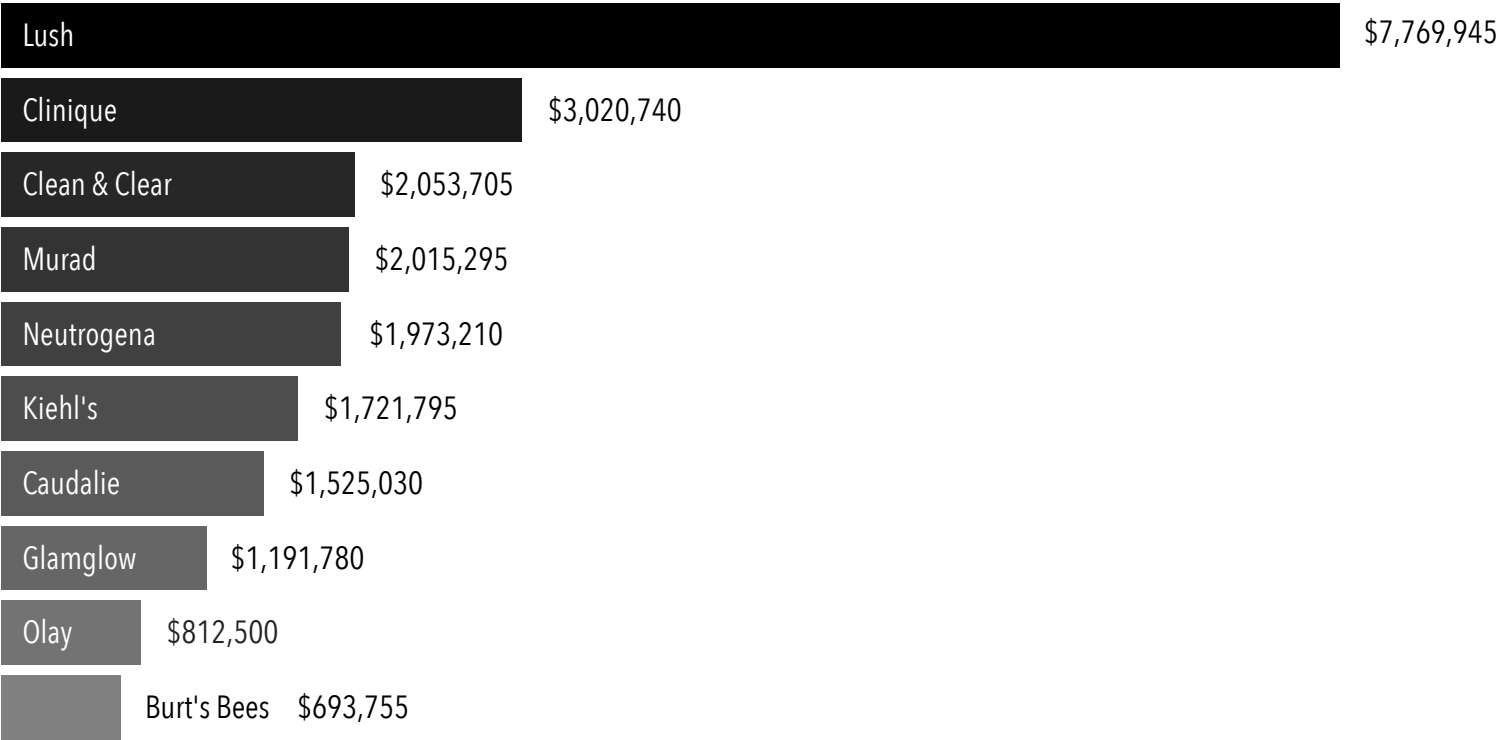 Lush $7,769,945
Clinique $3,020,740
Clean & Clear $2,053,705
Murad $2,015,295
Neutrogena $1,973,210
Kiehl's $1,721,795
Caudalie $1,525,030
Glamglow $1,191,780
Olay $812,500
Burt's Bees $693,755